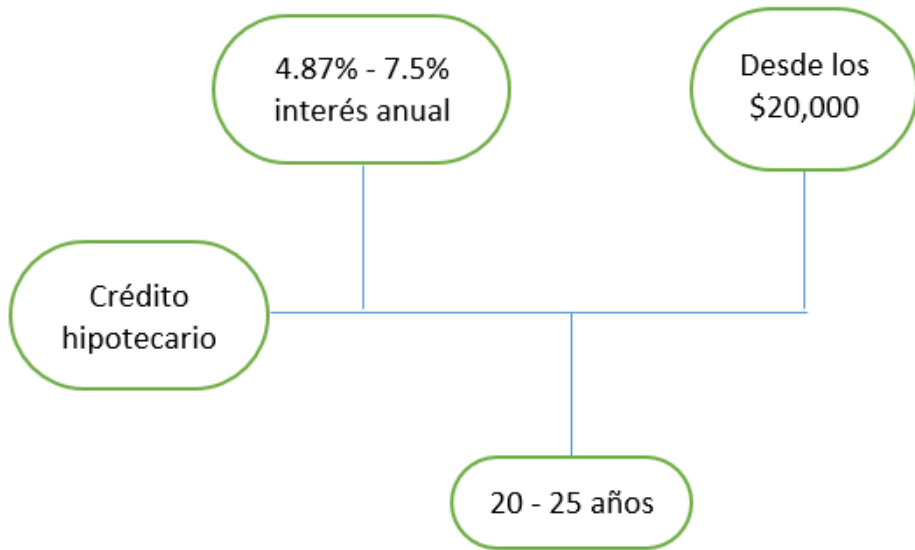 4.87% - 7.5%
interés anual
Desde los
$20,000
Crédito
hipotecario
20 - 25 años